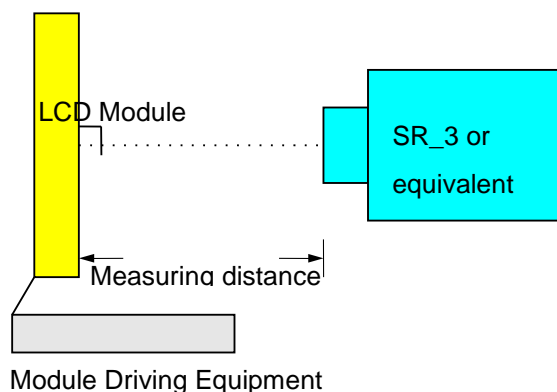 LCD Module
SR_3 or
equivalent
Measuring distance
Module Driving Equipment